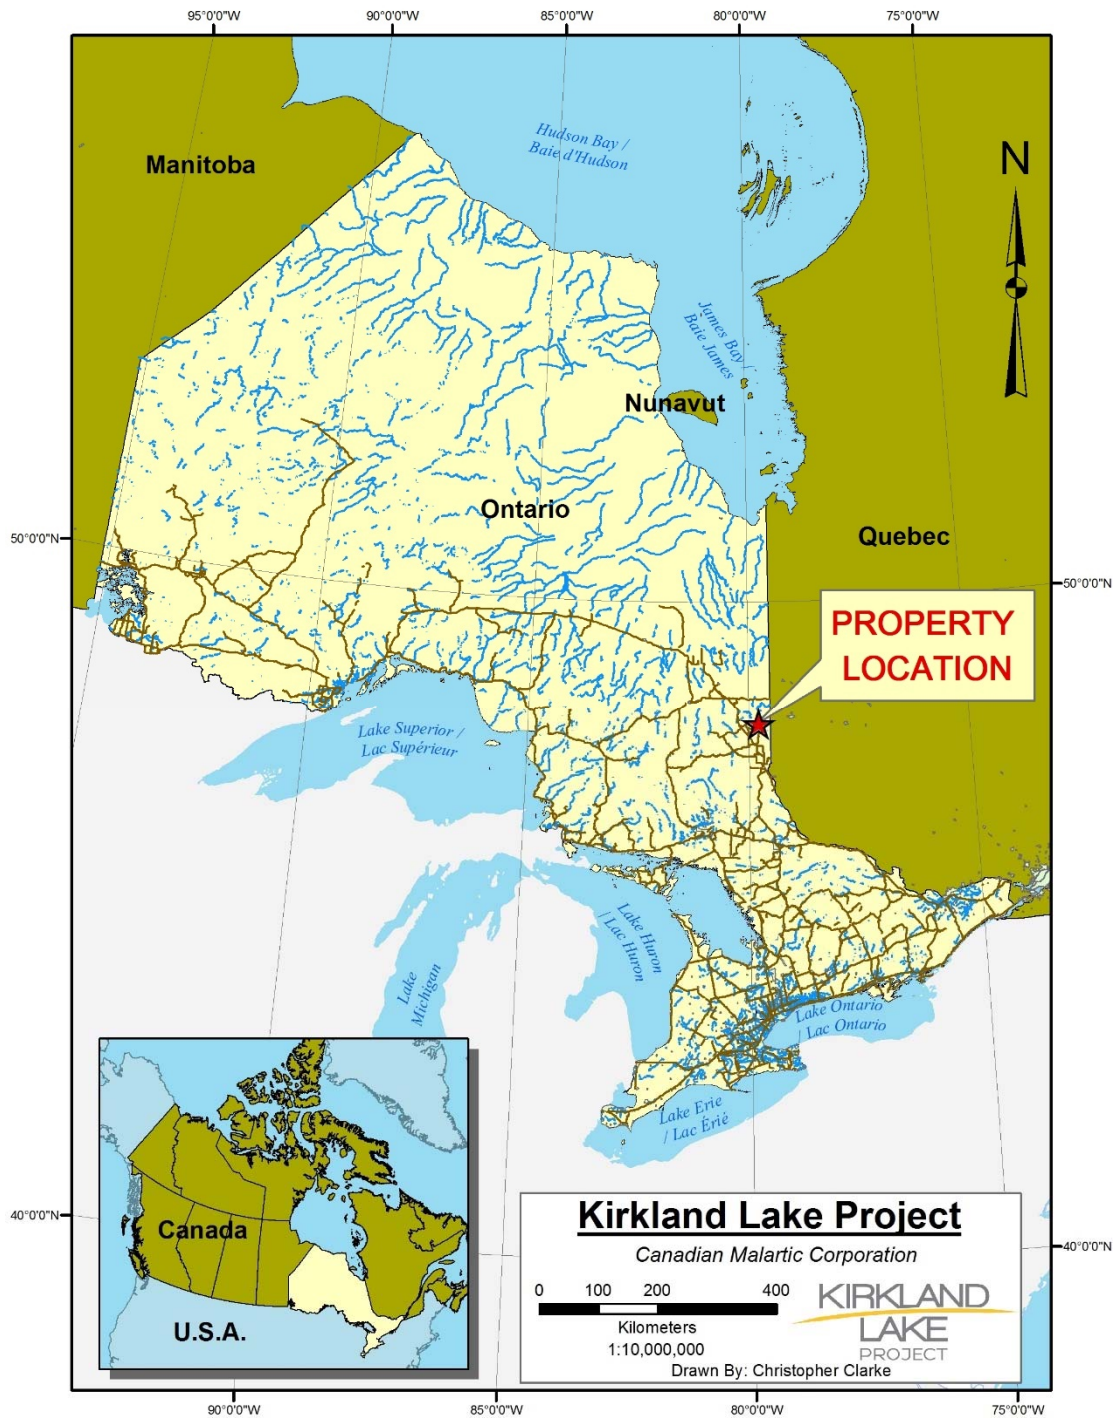 95°0'0"W
90°0'0"W
85°0'0"W
80°0'0"W
75°0'0"W
Hudson Bay /
Baie d'Hudson
Manitoba
N
James Bay
Baie James
Nunavut
Ontario
Quebec
50°0'0"N
50°0'0"N
PROPERTY
LOCATION
Lake Superior /
Lac Supérieur
Lake Huron
/ Lac Huron
Lake
Michigan
Lake Ontario
/ Lac Ontario
Lake Erie
/ Lac Érié
Canada
U.S.A.
40°0'0"N
40°0'0"N
Kirkland Lake Project
Canadian Malartic Corporation
0 100 200 400
Kilometers
1:10,000,000
KIRKLAND
LAKE
PROJECT
Drawn By: Christopher Clarke
90°0'0"W
85°0'0"W
80°0'0"W
75°0'0"W